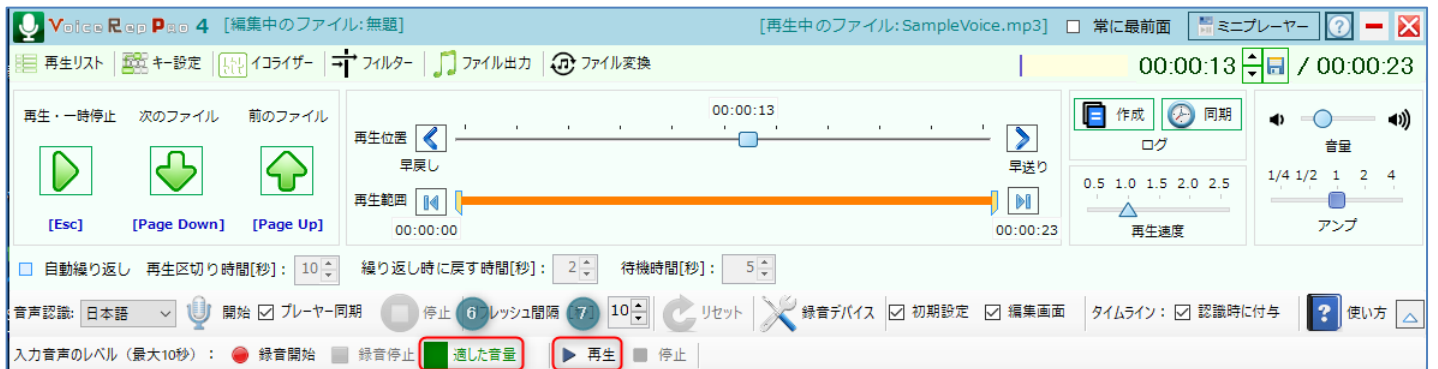 Voice Rep Pro 4 [編集中のファイル:無題] [再生中のファイル:SampleVoice.mp3] 常に最前面 ミニプレーヤー ?
再生リスト キー設定 イコライザー フィルター ファイル出力 ファイル変換 00:00:13 / 00:00:23
再生・一時停止 次のファイル 前のファイル
[Esc] [Page Down] [Page Up]
00:00:13
再生位置
早戻し 早送り
再生範囲
00:00:00 00:00:23
作成 同期
ログ
0.5 1.0 1.5 2.0 2.5
再生速度
音量
1/4 1/2 1 2 4
アンプ
自動繰り返し 再生区切り時間[秒]: 10 繰り返し時に戻す時間[秒]: 2 待機時間[秒]: 5
音声認識: 日本語 開始 プレーヤー同期 停止 6 フレッシュ間隔 7 10 リセット 録音デバイス 初期設定 編集画面 タイムライン: 認識時に付与 ? 使い方
入力音声のレベル (最大10秒) : 録音開始 録音停止 適した音量 再生 停止